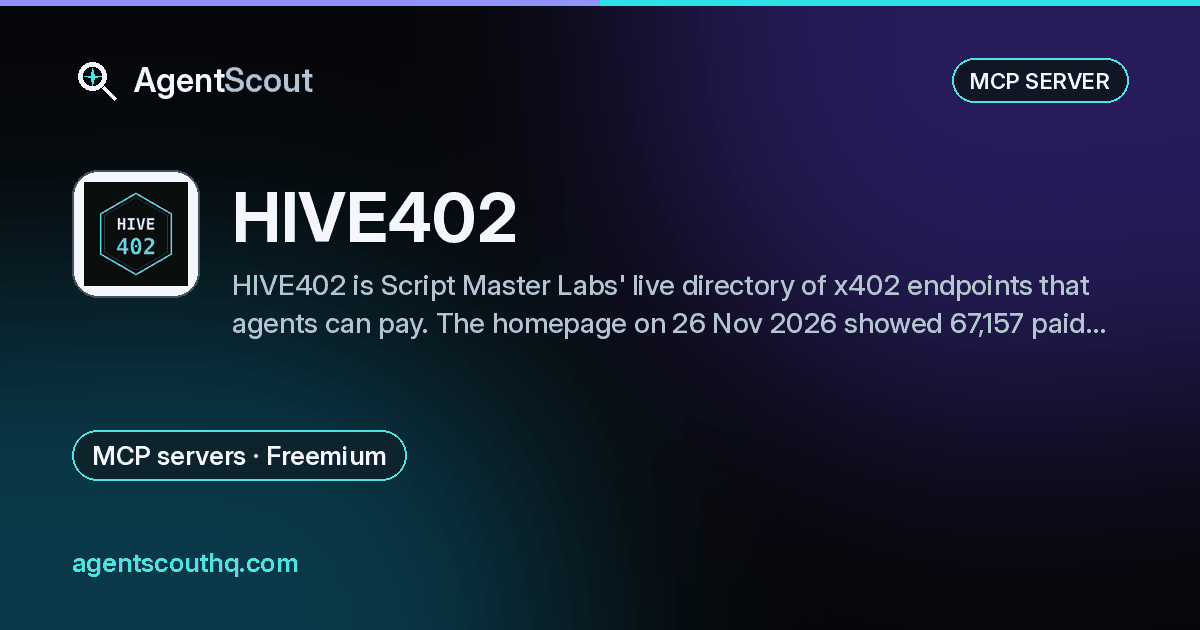 AgentScout
MCP SERVER
HIVE
402
HIVE402
HIVE402 is Script Master Labs' live directory of x402 endpoints that
agents can pay. The homepage on 26 Nov 2026 showed 67,157 paid...
MCP servers · Freemium
agentscouthq.com